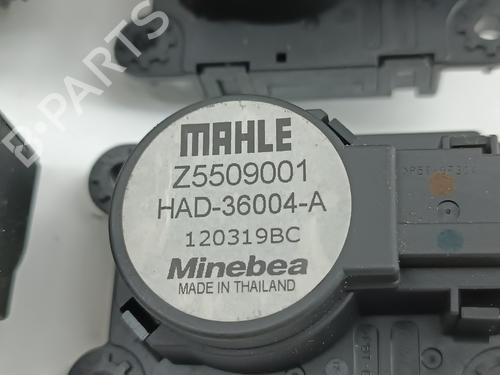 B-PARTS
MAHLE
Z5509001
HAD-36004-A
120319BC
Minebea
MADE IN THAILAND